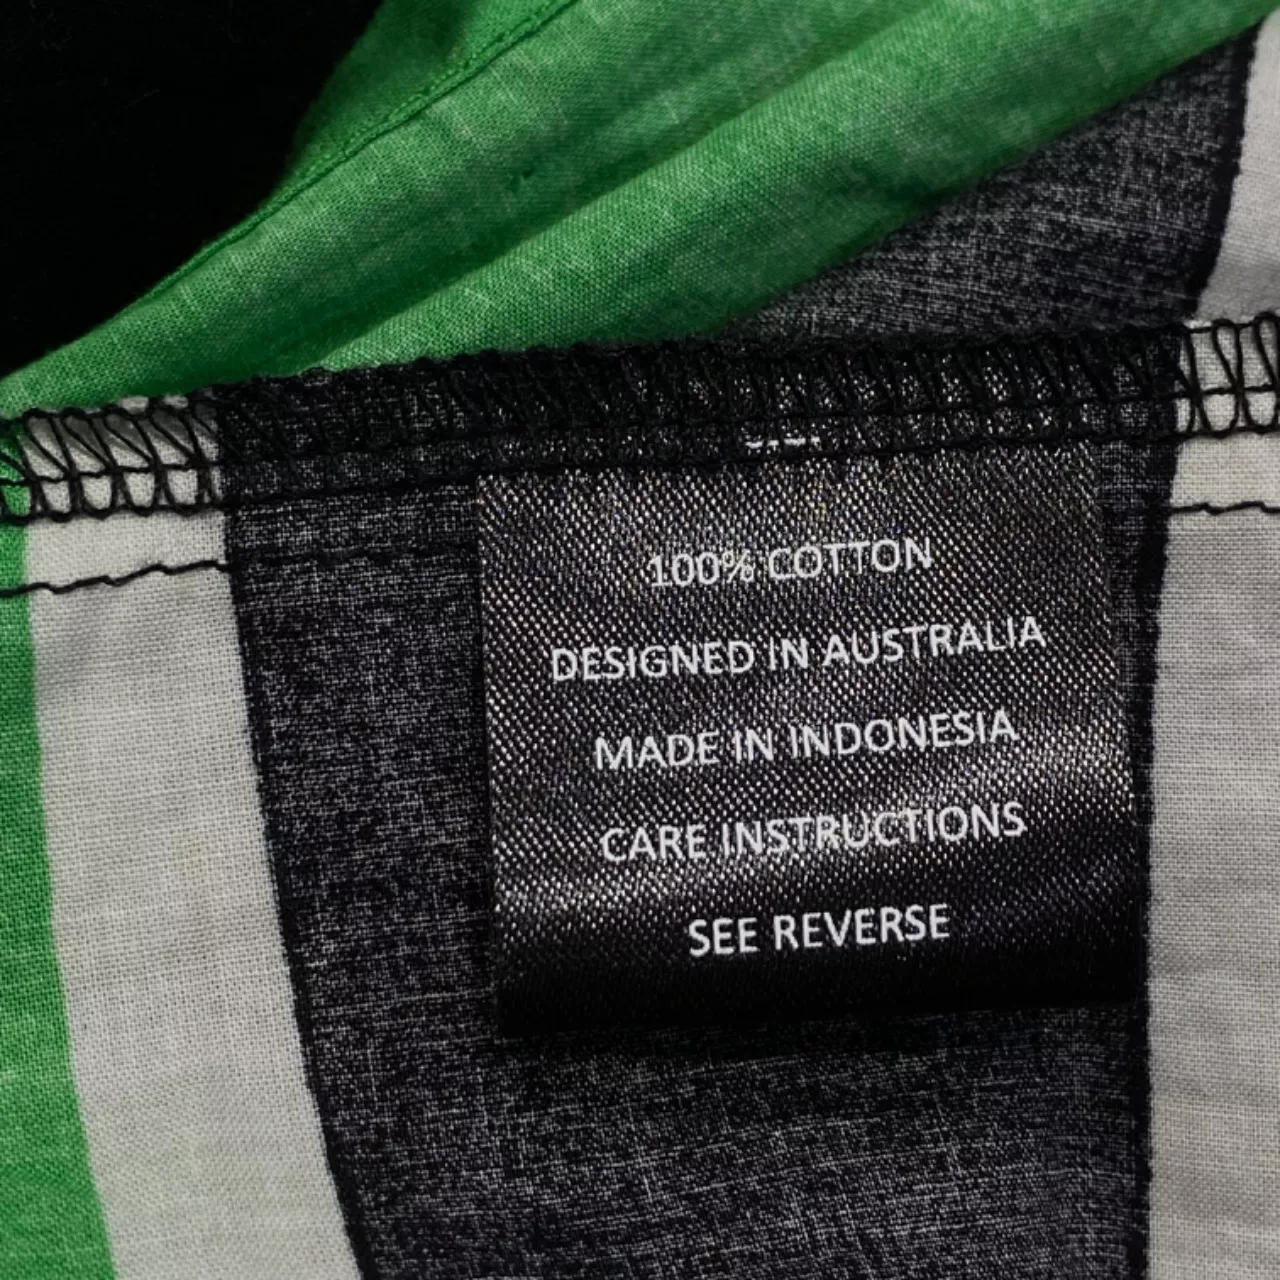 100% COTTON
DESIGNED IN AUSTRALIA
MADE IN INDONESIA
CARE INSTRUCTIONS
SEE REVERSE